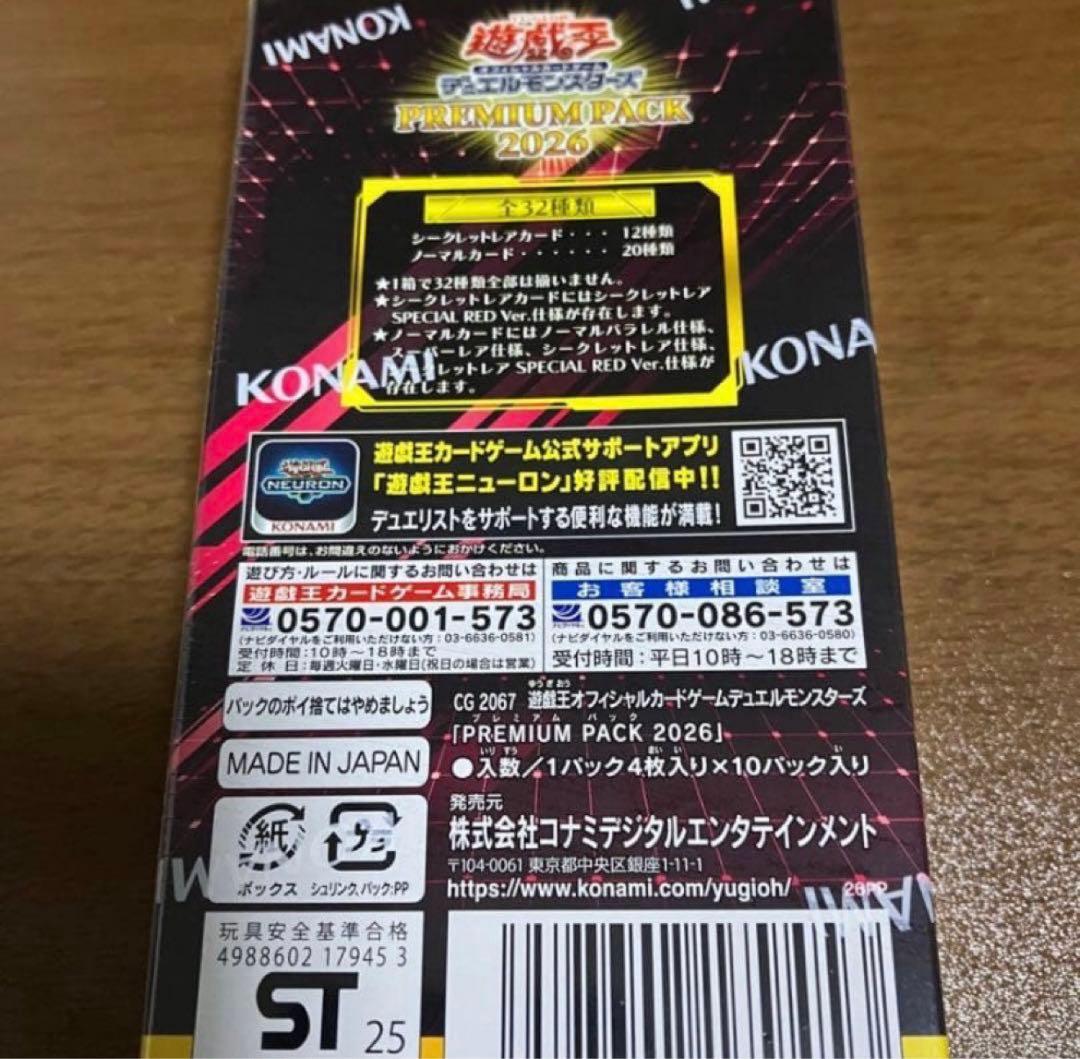 KONAMI
遊戯王
オフィシャルカードゲーム
デュエルモンスターズ
PREMIUM PACK
2026
全32種類
シークレットレアカード・・・ 12種類
ノーマルカード・・・・・・ 20種類
★1箱で32種類全部は揃いません。
★シークレットレアカードにはシークレットレア
SPECIAL RED Ver.仕様が存在します。
★ノーマルカードにはノーマルパラレル仕様、
スーパーレア仕様、シークレットレア仕様、
シークレットレア SPECIAL RED Ver.仕様が
存在します。
KONAMI
KONA
遊戯王カードゲーム公式サポートアプリ
「遊戯王ニューロン」好評配信中!!
デュエリストをサポートする便利な機能が満載!
NEURON
KONAMI
電話番号は、お間違えのないようにおかけください。
遊び方・ルールに関するお問い合わせは
遊戯王カードゲーム事務局
0570-001-573
(ナビダイヤルをご利用いただけない方:03-6636-0581)
受付時間:10時~18時まで
定休日:毎週火曜日・水曜日(祝日の場合は営業)
商品に関するお問い合わせは
お客様相談室
0570-086-573
(ナビダイヤルをご利用いただけない方:03-6636-0580)
受付時間:平日10時~18時まで
パックのポイ捨てはやめましょう
MADE IN JAPAN
CG 2067 遊戯王オフィシャルカードゲームデュエルモンスターズ
「PREMIUM PACK 2026」
●入数/1パック4枚入り×10パック入り
発売元
株式会社コナミデジタルエンタテインメント
〒104-0061 東京都中央区銀座1-11-1
https://www.konami.com/yugioh/
26PP
紙
ボックス
プラ
シュリンク、パック:PP
玩具安全基準合格
4988602 17945 3
ST 25